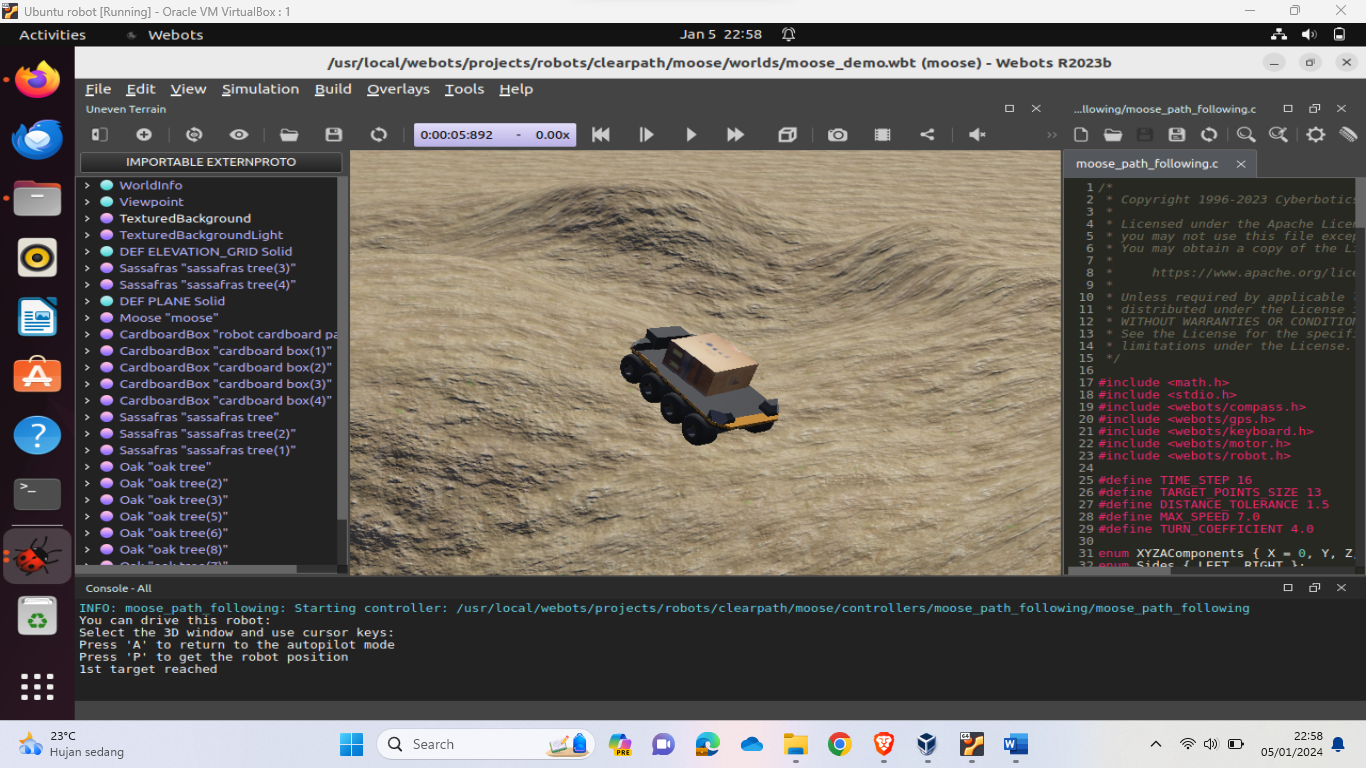 Ubuntu robot [Running] - Oracle VM VirtualBox : 1
Activities Webots Jan 5 22:58
/usr/local/webots/projects/robots/clearpath/moose/worlds/moose_demo.wbt (moose) - Webots R2023b
File Edit View Simulation Build Overlays Tools Help
Uneven Terrain
...llowing/moose_path_following.c
0:00:05:892 - 0.00x
IMPORTABLE EXTERNPROTO
WorldInfo
Viewpoint
TexturedBackground
TexturedBackgroundLight
DEF ELEVATION_GRID Solid
Sassafras "sassafras tree(3)"
Sassafras "sassafras tree(4)"
DEF PLANE Solid
Moose "moose"
CardboardBox "robot cardboard pa
CardboardBox "cardboard box(1)"
CardboardBox "cardboard box(2)"
CardboardBox "cardboard box(3)"
CardboardBox "cardboard box(4)"
Sassafras "sassafras tree"
Sassafras "sassafras tree(2)"
Sassafras "sassafras tree(1)"
Oak "oak tree"
Oak "oak tree(2)"
Oak "oak tree(3)"
Oak "oak tree(5)"
Oak "oak tree(6)"
Oak "oak tree(8)"
Oak "oak tree(7)"
moose_path_following.c
1 /*
2 * Copyright 1996-2023 Cyberbotics
3 *
4 * Licensed under the Apache Licen
5 * you may not use this file excep
6 * You may obtain a copy of the Li
7 *
8 * https://www.apache.org/lice
9 *
10 * Unless required by applicable
11 * distributed under the License i
12 * WITHOUT WARRANTIES OR CONDITION
13 * See the License for the specif
14 * limitations under the License.
15 */
16
17 #include <math.h>
18 #include <stdio.h>
19 #include <webots/compass.h>
20 #include <webots/gps.h>
21 #include <webots/keyboard.h>
22 #include <webots/motor.h>
23 #include <webots/robot.h>
24
25 #define TIME_STEP 16
26 #define TARGET_POINTS_SIZE 13
27 #define DISTANCE_TOLERANCE 1.5
28 #define MAX_SPEED 7.0
29 #define TURN_COEFFICIENT 4.0
30
31 enum XYZAComponents { X = 0, Y, Z,
32 enum Sides { LEFT, RIGHT };
Console - All
INFO: moose_path_following: Starting controller: /usr/local/webots/projects/robots/clearpath/moose/controllers/moose_path_following/moose_path_following
You can drive this robot:
Select the 3D window and use cursor keys:
Press 'A' to return to the autopilot mode
Press 'P' to get the robot position
1st target reached
23°C
Hujan sedang
Search
PRE
22:58
05/01/2024